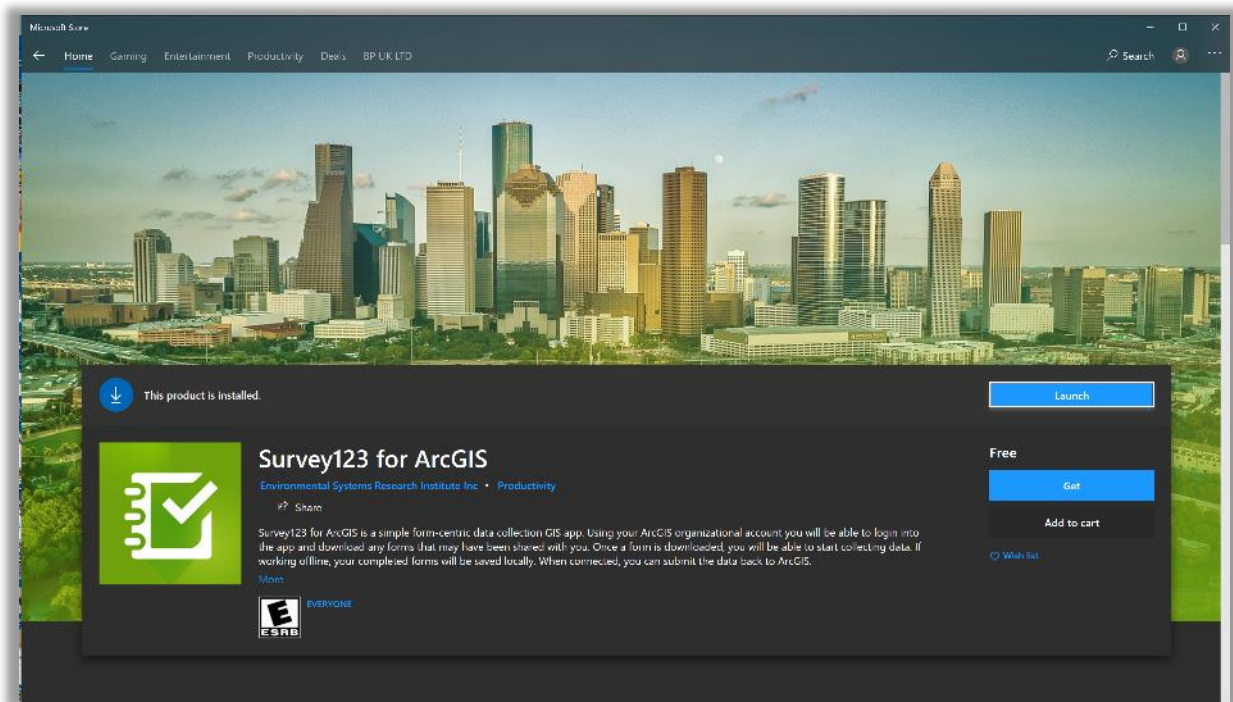 Microsoft Store
Home Gaming Entertainment Productivity Deals BP UK LTD
Search
This product is installed.
Launch
Survey123 for ArcGIS
Environmental Systems Research Institute Inc • Productivity
Share
Survey123 for ArcGIS is a simple form-centric data collection GIS app. Using your ArcGIS organizational account you will be able to login into
the app and download any forms that may have been shared with you. Once a form is downloaded, you will be able to start collecting data. If
working offline, your completed forms will be saved locally. When connected, you can submit the data back to ArcGIS.
More
E
ESRB
EVERYONE
Free
Get
Add to cart
Wish list